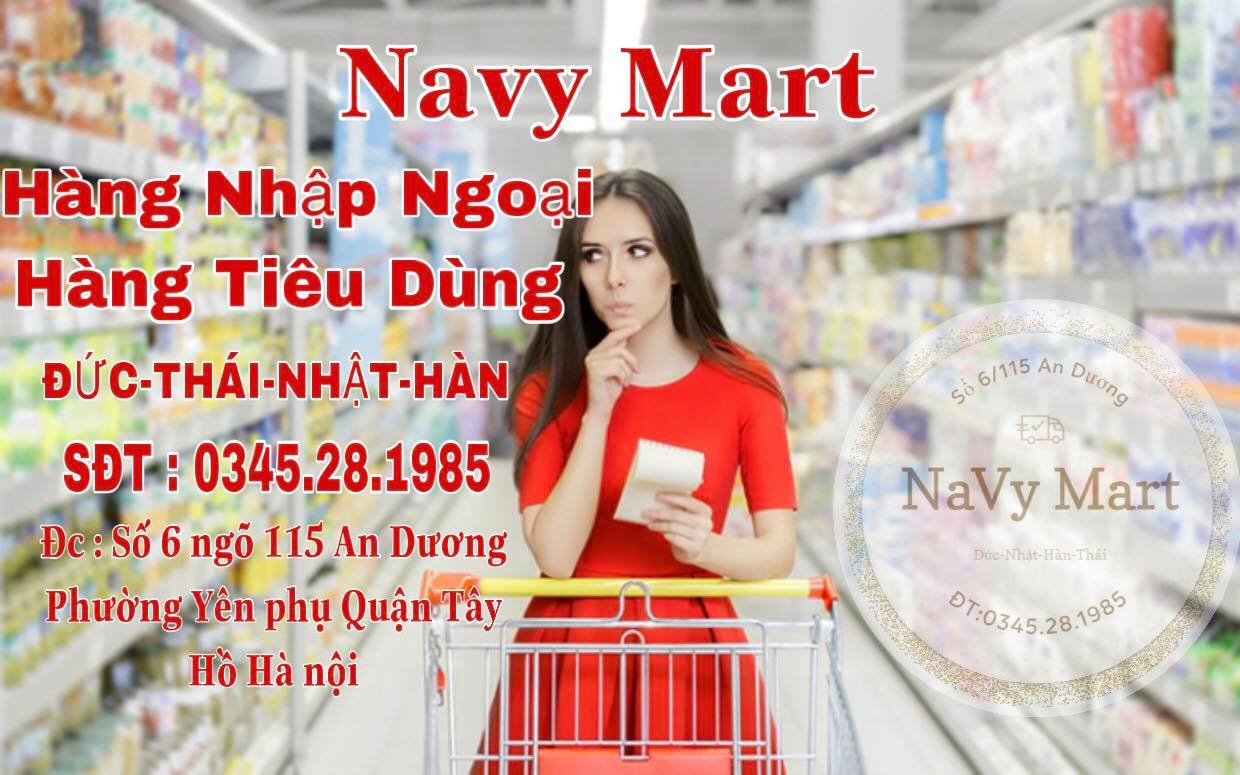 Navy Mart
Hàng Nhập Ngoại
Hàng Tiêu Dùng
ĐỨC-THÁI-NHẬT-HÀN
SĐT : 0345.28.1985
Đc : Số 6 ngõ 115 An Dương
Phường Yên phụ Quận Tây
Hồ Hà nội
Số 6/115 An Dương
NaVy Mart
Đức-Nhật-Hàn-Thái
ĐT:0345.28.1985